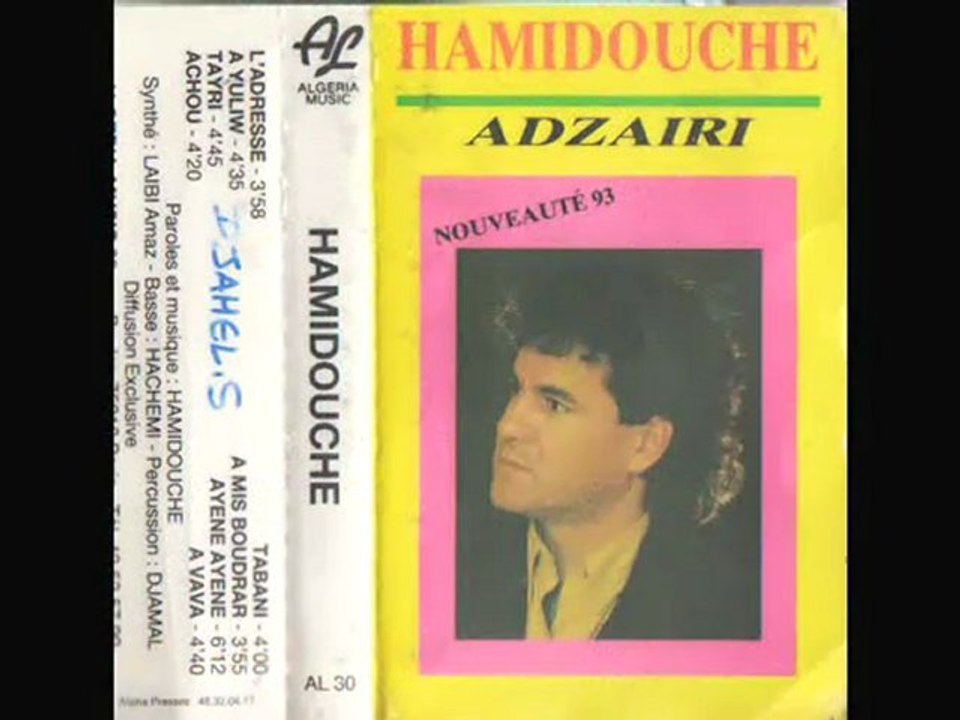 HAMIDOUCHE
ADZAIRI
NOUVEAUTÉ 93
AL
ALGERIA
MUSIC
HAMIDOUCHE
AL 30
L'ADRESSE - 3'58
A YULIW - 4'35
TAYRI - 4'45
ACHOU - 4'20
TABANI - 4'00
A MIS BOUDRAR - 3'55
AYENE AYENE - 6'12
A VAVA - 4'40
DJAHEL.S
Paroles et musique : HAMIDOUCHE
Synthé : LAIBI Amaz - Basse : HACHEMI - Percussion : DJAMAL
Diffusion Exclusive